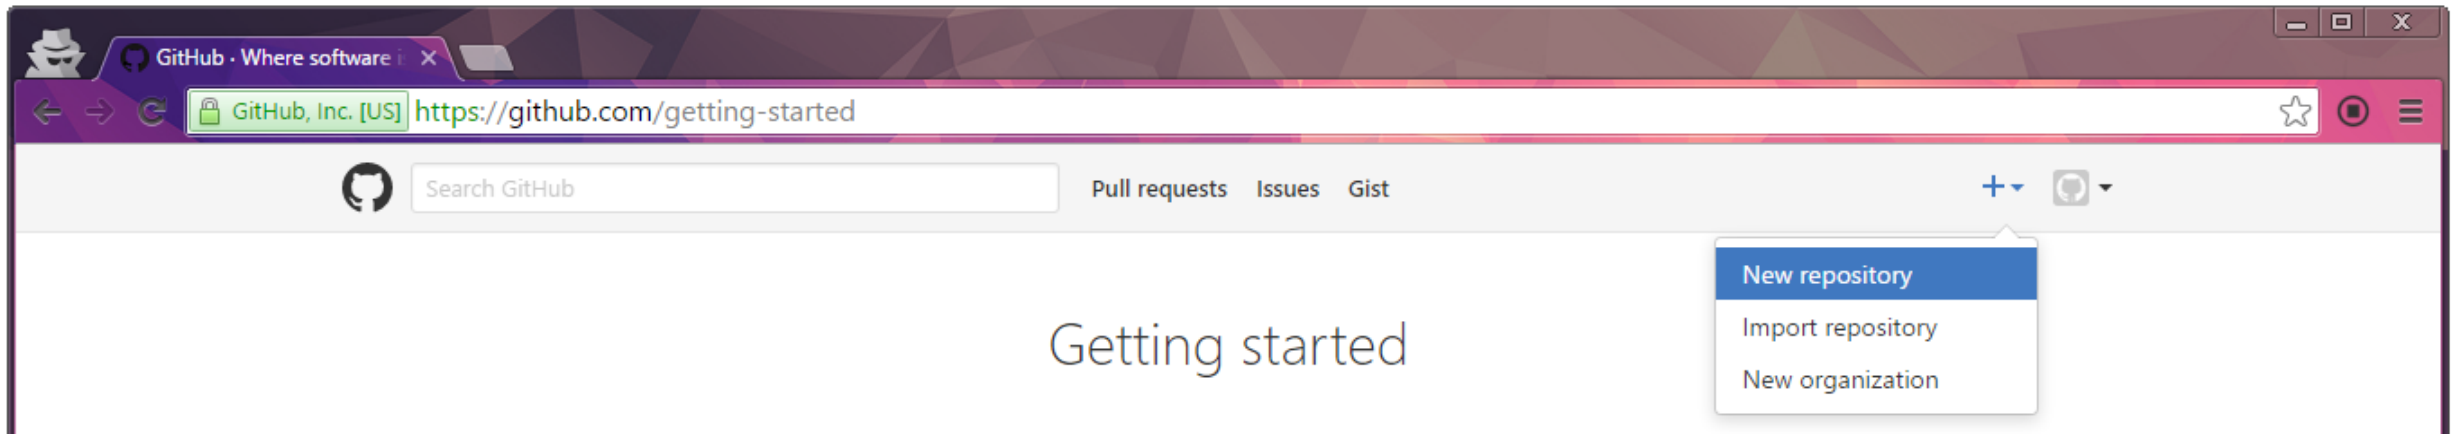 GitHub · Where software
GitHub, Inc. [US] https://github.com/getting-started
Search GitHub Pull requests Issues Gist
New repository
Getting started
Import repository
New organization